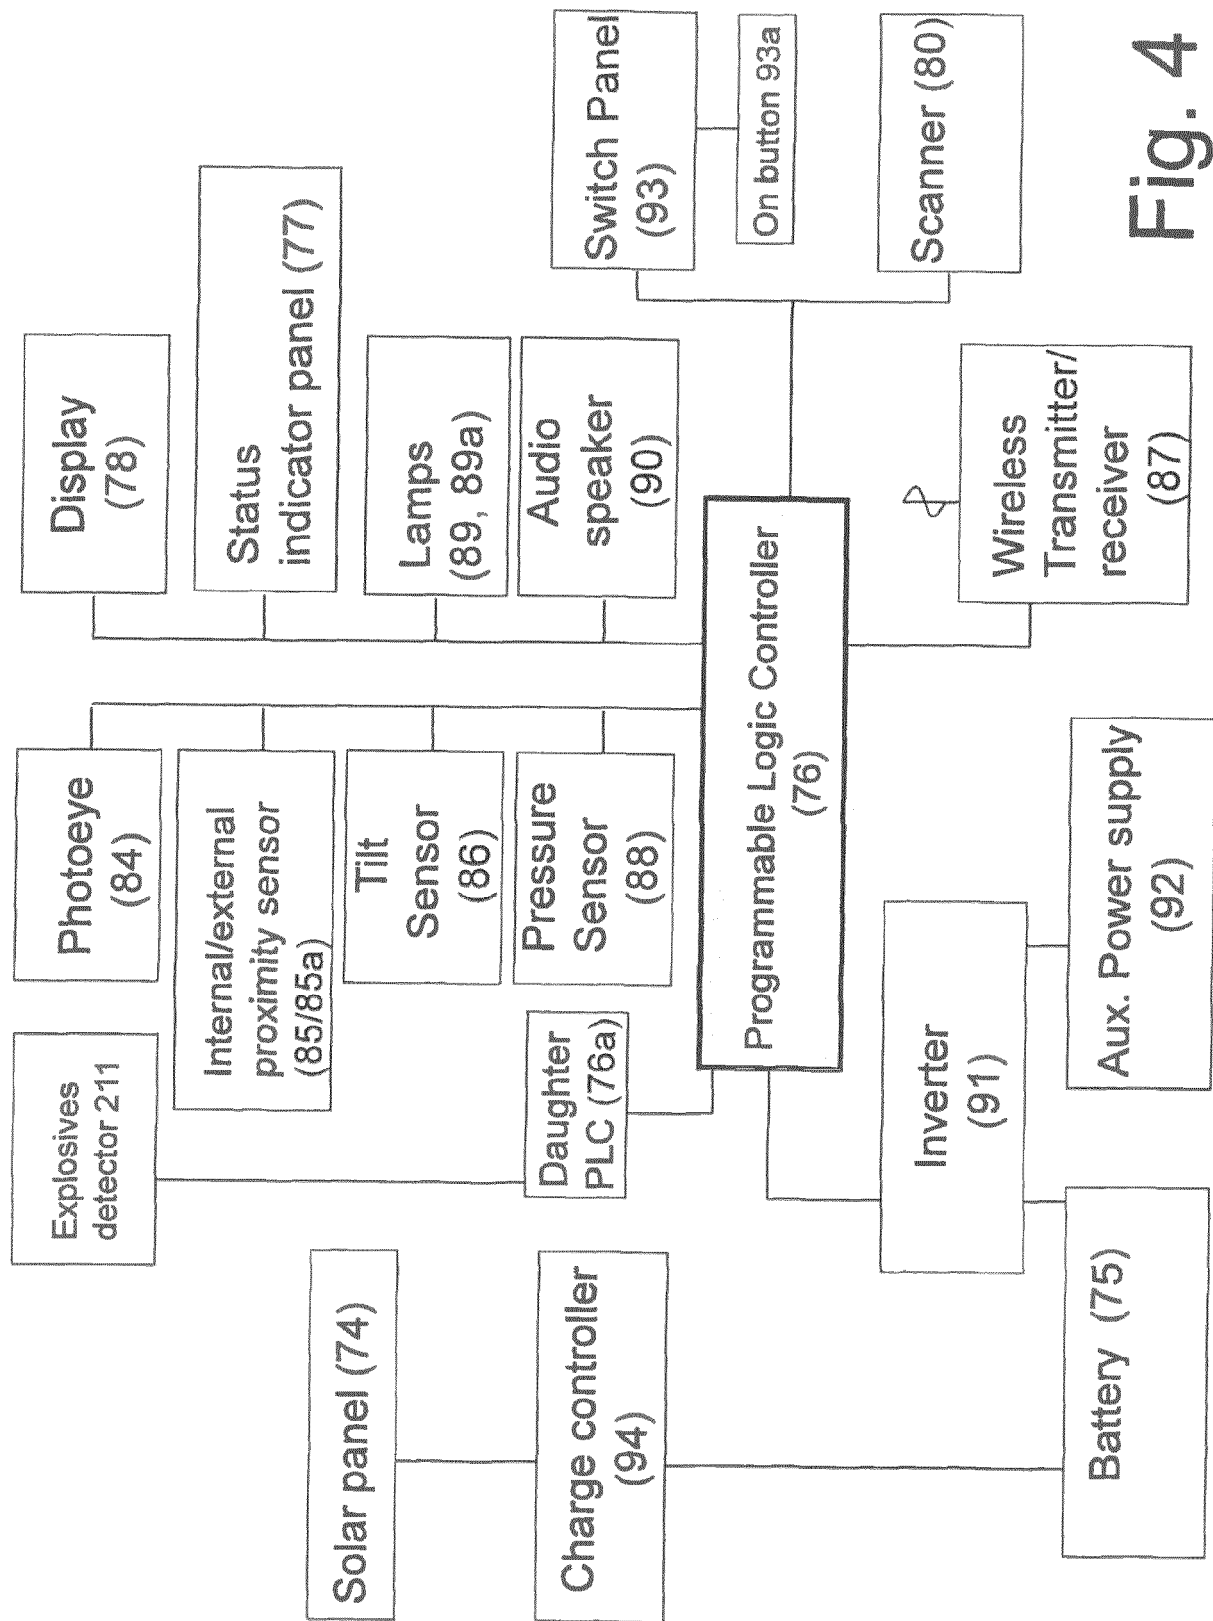 Solar panel (74)
Charge controller
(94)
Battery (75)
Explosives
detector 211
Daughter
PLC (76a)
Inverter
(91)
Aux. Power supply
(92)
Photoeye
(84)
Internal/external
proximity sensor
(85/85a)
Tilt
Sensor
(86)
Pressure
Sensor
(88)
Programmable Logic Controller
(76)
Display
(78)
Status
indicator panel (77)
Lamps
(89, 89a)
Audio
speaker
(90)
Wireless
Transmitter/
receiver
(87)
Switch Panel
(93)
On button 93a
Scanner (80)
Fig. 4